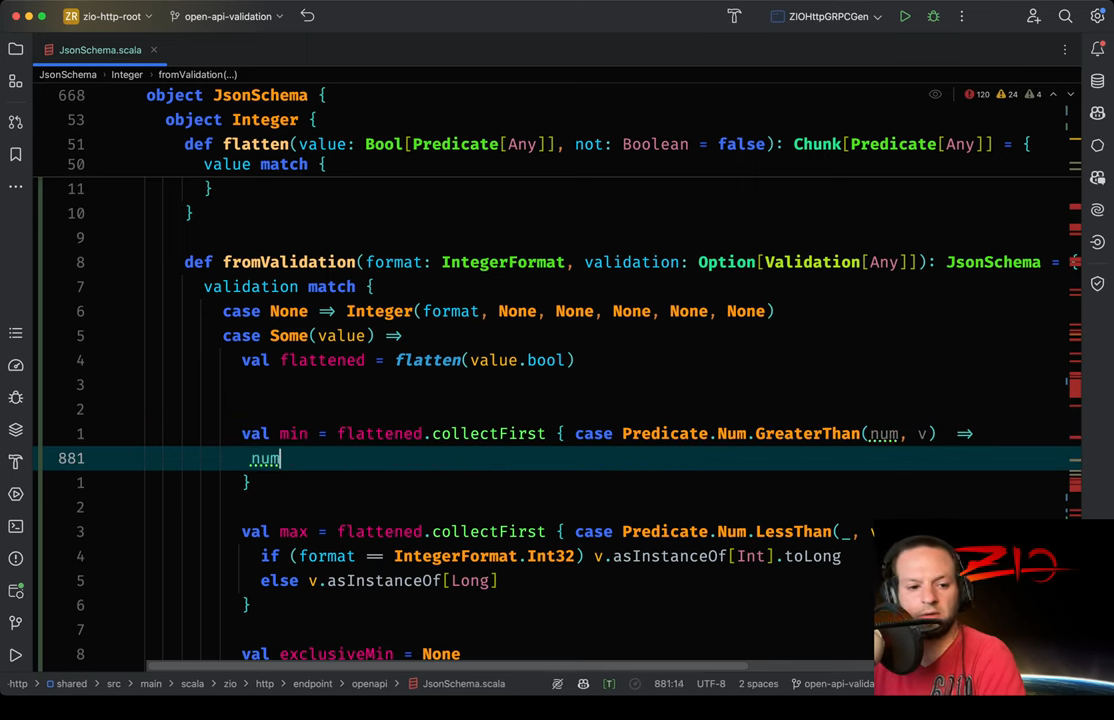 ZR zio-http-root open-api-validation ZIOHttpGRPCGen
JsonSchema.scala
JsonSchema Integer fromValidation(...)
120 24 4
668 object JsonSchema {
53 object Integer {
51 def flatten(value: Bool[Predicate[Any]], not: Boolean = false): Chunk[Predicate[Any]] = {
50 value match {
11 }
10 }
9
8 def fromValidation(format: IntegerFormat, validation: Option[Validation[Any]]): JsonSchema = {
7 validation match {
6 case None => Integer(format, None, None, None, None, None)
5 case Some(value) =>
4 val flattened = flatten(value.bool)
3
2
1 val min = flattened.collectFirst { case Predicate.Num.GreaterThan(num, v) =>
881 num
1 }
2
3 val max = flattened.collectFirst { case Predicate.Num.LessThan(_, v
4 if (format == IntegerFormat.Int32) v.asInstanceOf[Int].toLong
5 else v.asInstanceOf[Long]
6 }
7
8 val exclusiveMin = None
ZIO
-http shared src main scala zio http endpoint openapi JsonSchema.scala [T] 881:14 UTF-8 2 spaces open-api-valida